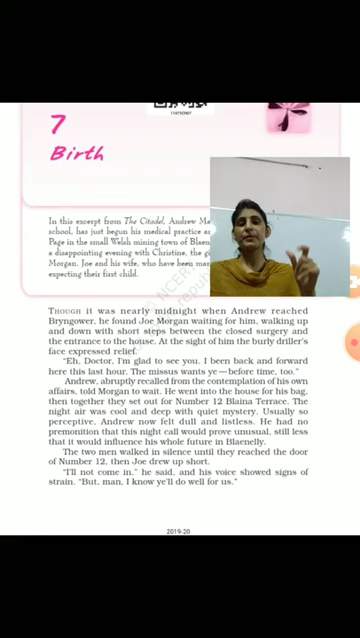 7
Birth
In this excerpt from The Citadel, Andrew Ma
school, has just begun his medical practice as
Page in the small Welsh mining town of Blaen
a disappointing evening with Christine, the g
Morgan. Joe and his wife, who have been mar
expecting their first child.
THOUGH it was nearly midnight when Andrew reached
Bryngower, he found Joe Morgan waiting for him, walking up
and down with short steps between the closed surgery and
the entrance to the house. At the sight of him the burly driller's
face expressed relief.
“Eh, Doctor, I'm glad to see you. I been back and forward
here this last hour. The missus wants ye — before time, too.”
Andrew, abruptly recalled from the contemplation of his own
affairs, told Morgan to wait. He went into the house for his bag,
then together they set out for Number 12 Blaina Terrace. The
night air was cool and deep with quiet mystery. Usually so
perceptive, Andrew now felt dull and listless. He had no
premonition that this night call would prove unusual, still less
that it would influence his whole future in Blaenelly.
The two men walked in silence until they reached the door
of Number 12, then Joe drew up short.
“I'll not come in,” he said, and his voice showed signs of
strain. “But, man, I know ye'll do well for us.”
2019-20
© NCERT